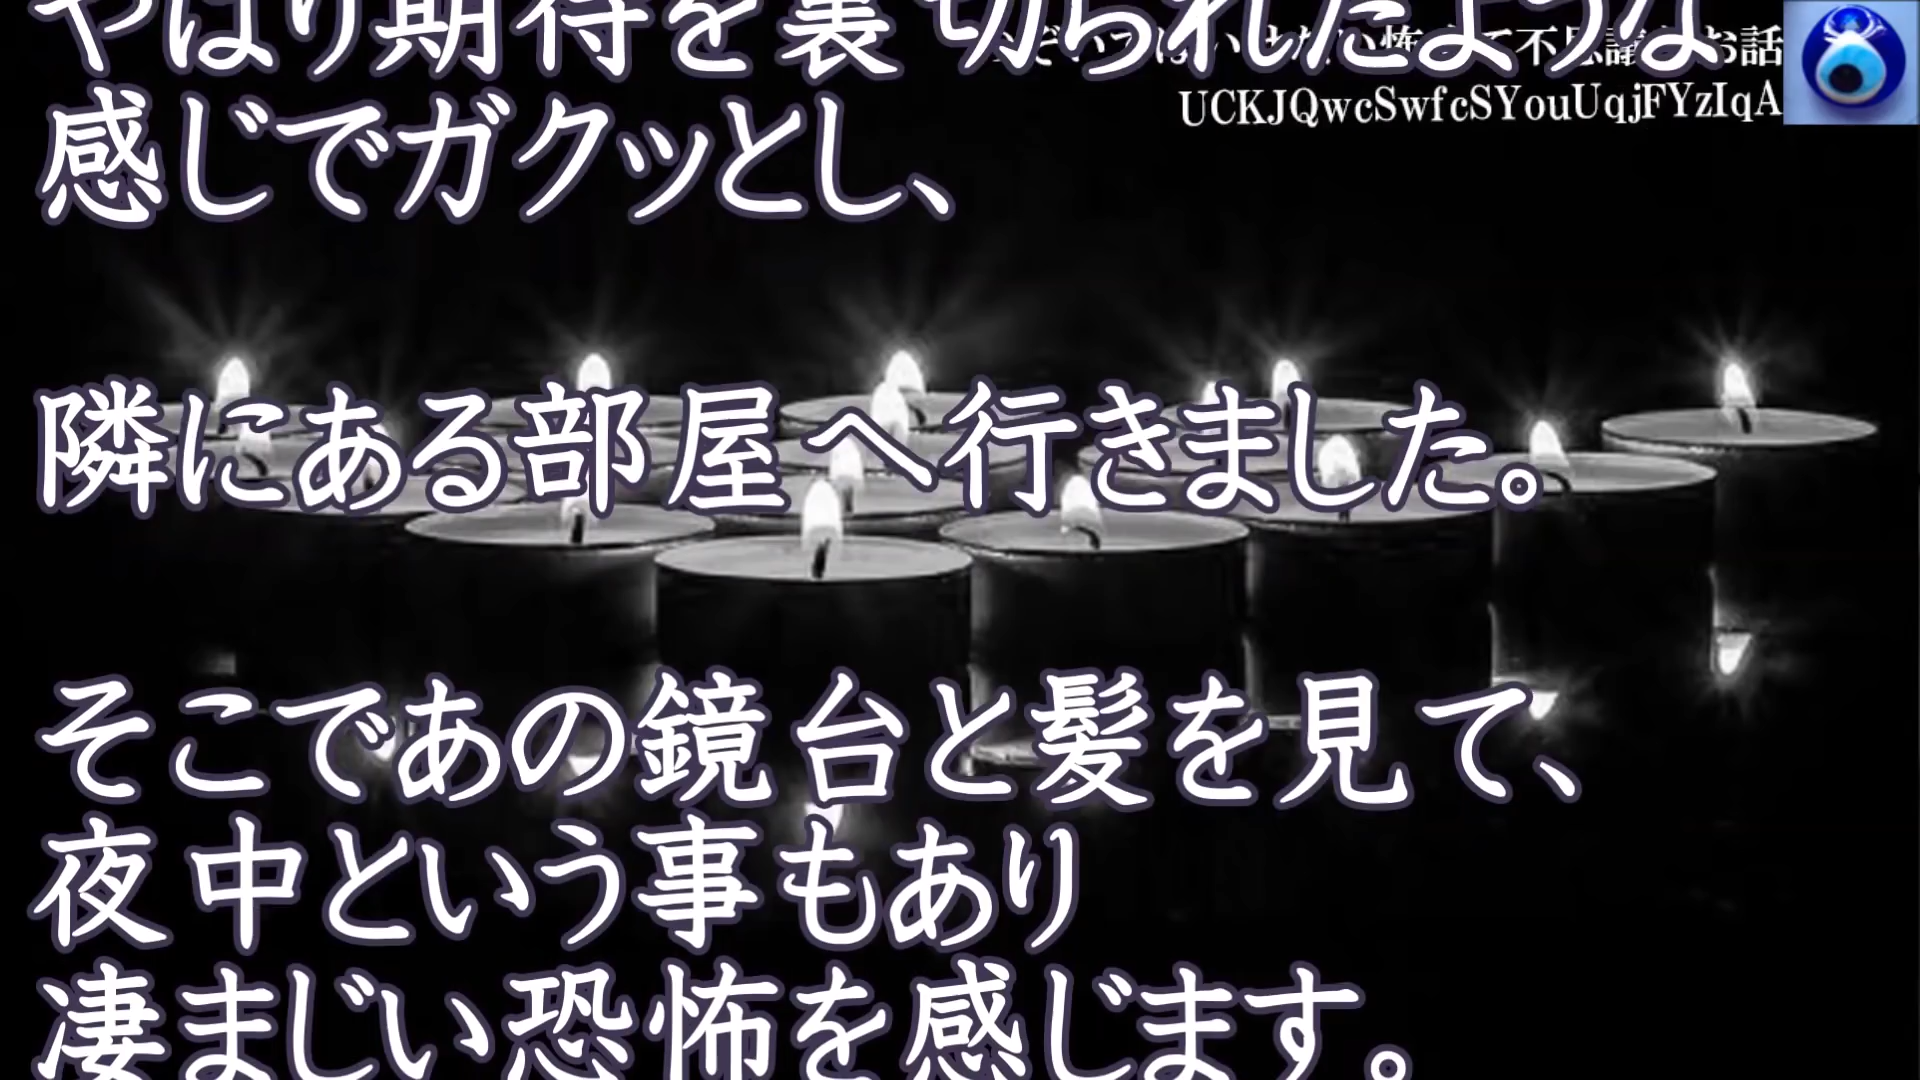 やはり期待を裏切られたような
UCKJQwcSwfcSYouUqjFYzIqA
感じでガクッとし、
隣にある部屋へ行きました。
そこであの鏡台と髪を見て、
夜中という事もあり
凄まじい恐怖を感じます。